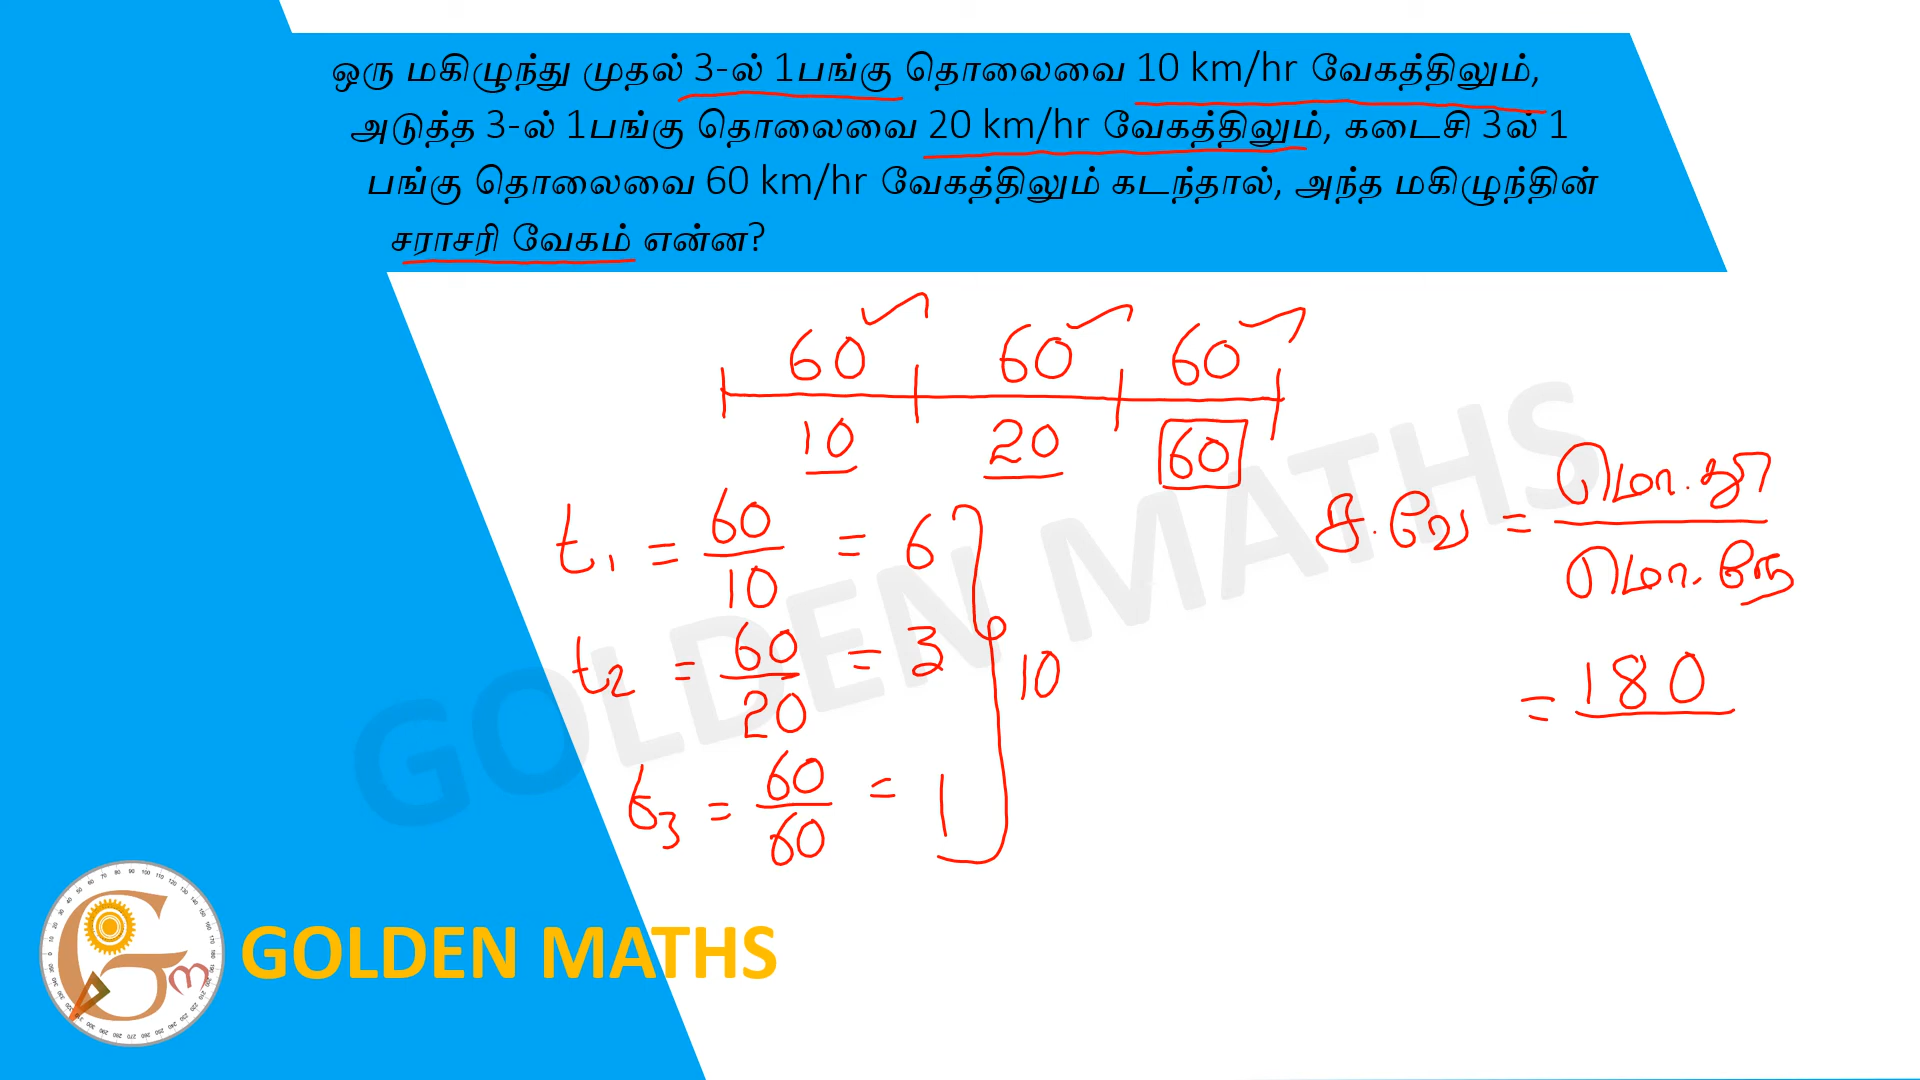 ஒரு மகிழுந்து முதல் 3-ல் 1பங்கு தொலைவை 10 km/hr வேகத்திலும்,
அடுத்த 3-ல் 1பங்கு தொலைவை 20 km/hr வேகத்திலும், கடைசி 3ல் 1
பங்கு தொலைவை 60 km/hr வேகத்திலும் கடந்தால், அந்த மகிழுந்தின்
சராசரி வேகம் என்ன?
60 60 60
10 20 60
t₁ = 60/10 = 6
t₂ = 60/20 = 3
t₃ = 60/60 = 1
10
ச.வே = மொ.தூ / மொ.நே
= 180
GOLDEN MATHS
GOLDEN MATHS